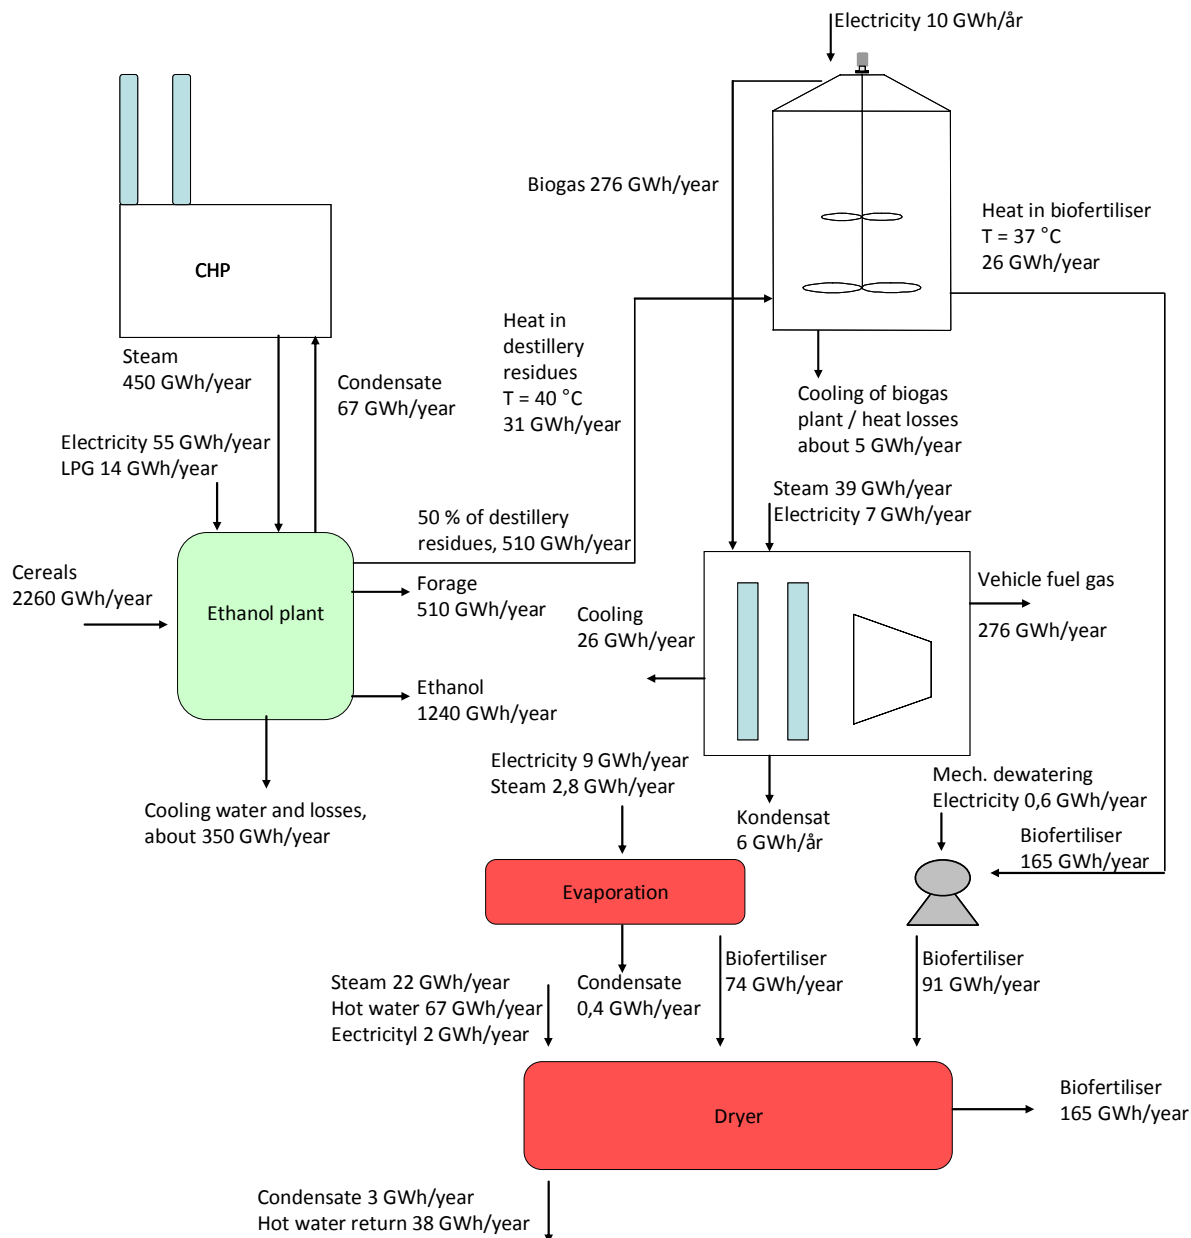 Electricity 10 GWh/år
Biogas 276 GWh/year
Heat in biofertiliser
T = 37 °C
26 GWh/year
CHP
Steam
450 GWh/year
Condensate
67 GWh/year
Heat in
destillery
residues
T = 40 °C
31 GWh/year
Cooling of biogas
plant / heat losses
about 5 GWh/year
Electricity 55 GWh/year
LPG 14 GWh/year
Steam 39 GWh/year
Electricity 7 GWh/year
50 % of destillery
residues, 510 GWh/year
Cereals
2260 GWh/year
Ethanol plant
Forage
510 GWh/year
Cooling
26 GWh/year
Vehicle fuel gas
276 GWh/year
Ethanol
1240 GWh/year
Cooling water and losses,
about 350 GWh/year
Electricity 9 GWh/year
Steam 2,8 GWh/year
Kondensat
6 GWh/år
Mech. dewatering
Electricity 0,6 GWh/year
Biofertiliser
165 GWh/year
Evaporation
Steam 22 GWh/year
Hot water 67 GWh/year
Eectricityl 2 GWh/year
Condensate
0,4 GWh/year
Biofertiliser
74 GWh/year
Biofertiliser
91 GWh/year
Dryer
Biofertiliser
165 GWh/year
Condensate 3 GWh/year
Hot water return 38 GWh/year